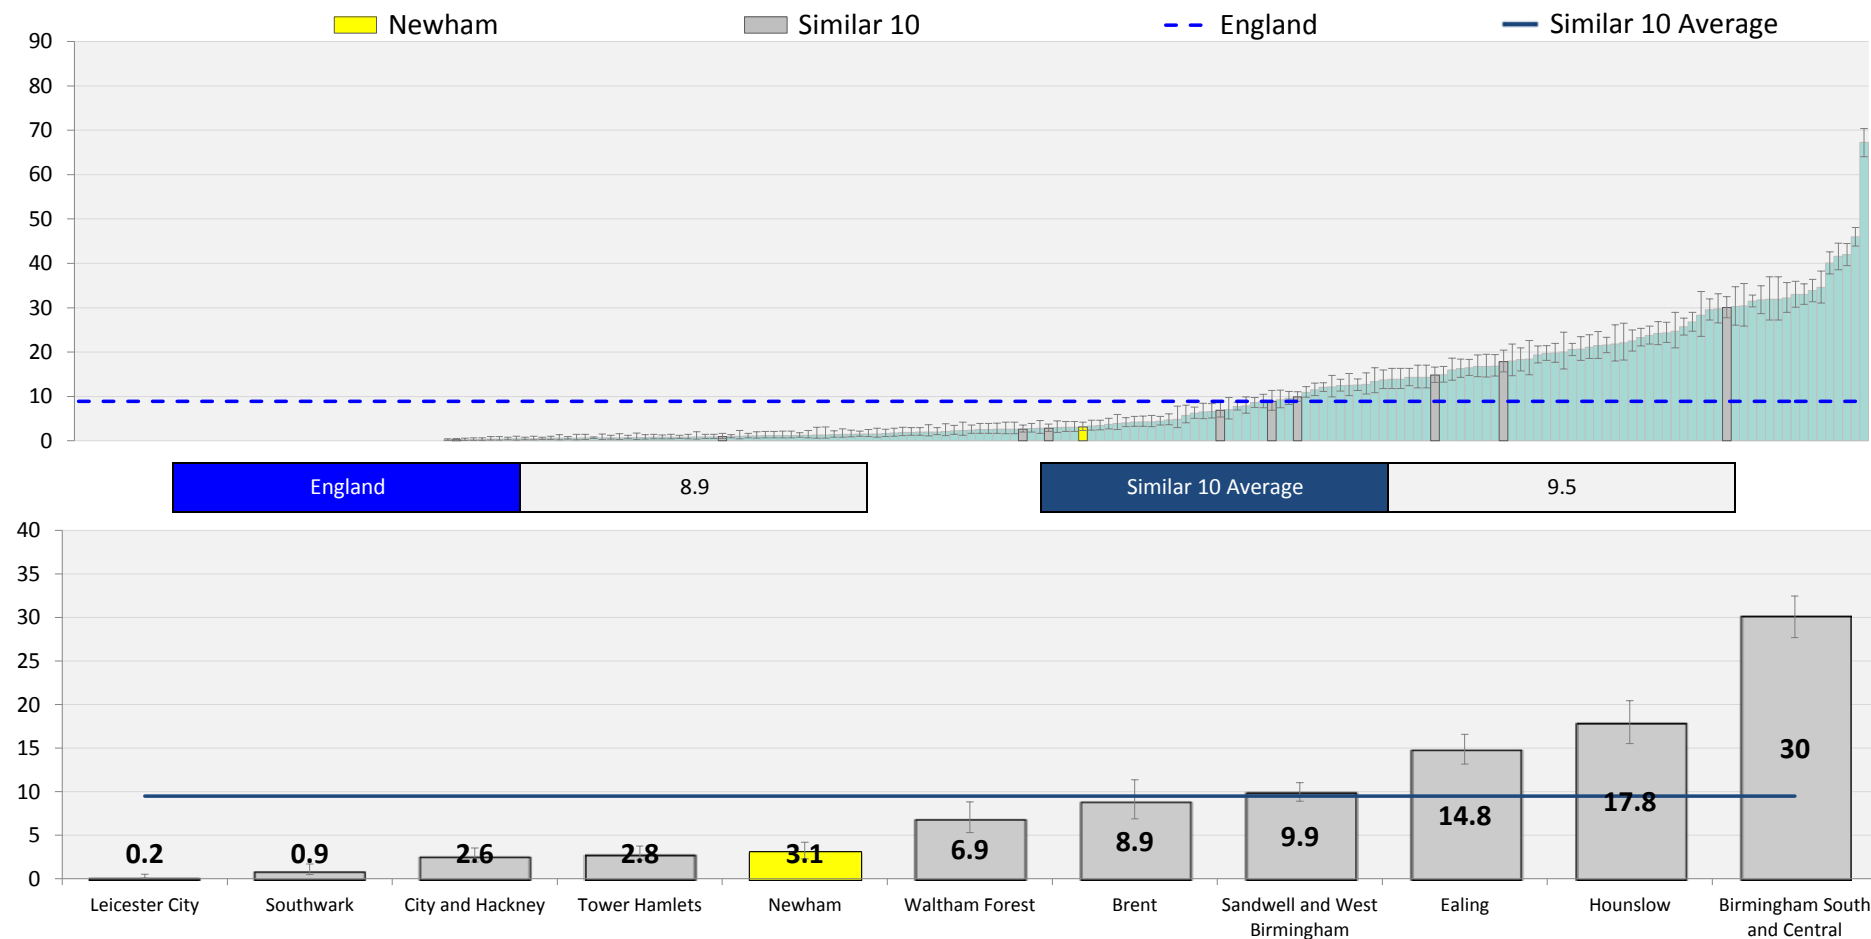 Newham
Similar 10
England
Similar 10 Average
90
80
70
60
50
40
30
20
10
0
England
8.9
Similar 10 Average
9.5
40
35
30
25
20
15
10
5
0
0.2
0.9
2.6
2.8
3.1
6.9
8.9
9.9
14.8
17.8
30
Leicester City
Southwark
City and Hackney
Tower Hamlets
Newham
Waltham Forest
Brent
Sandwell and West
Birmingham
Ealing
Hounslow
Birmingham South
and Central